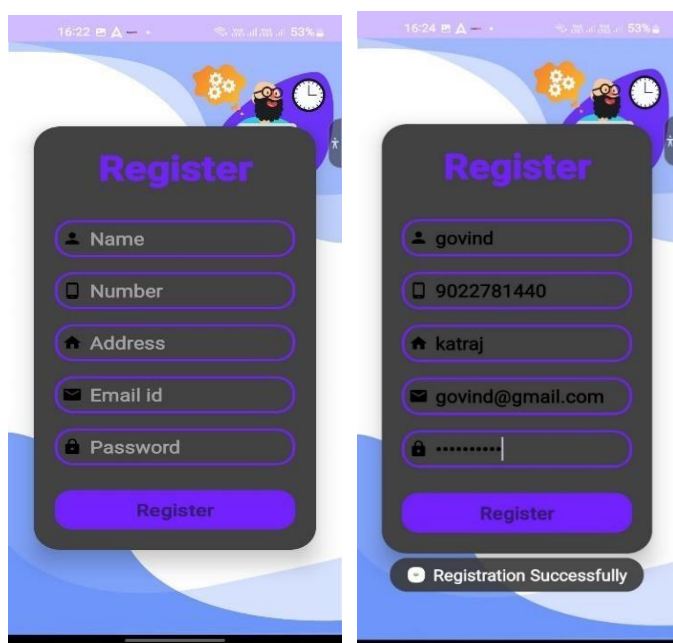 16:22
53%
Register
Name
Number
Address
Email id
Password
Register
16:24
53%
Register
govind
9022781440
katraj
govind@gmail.com
••••••••••
Register
Registration Successfully